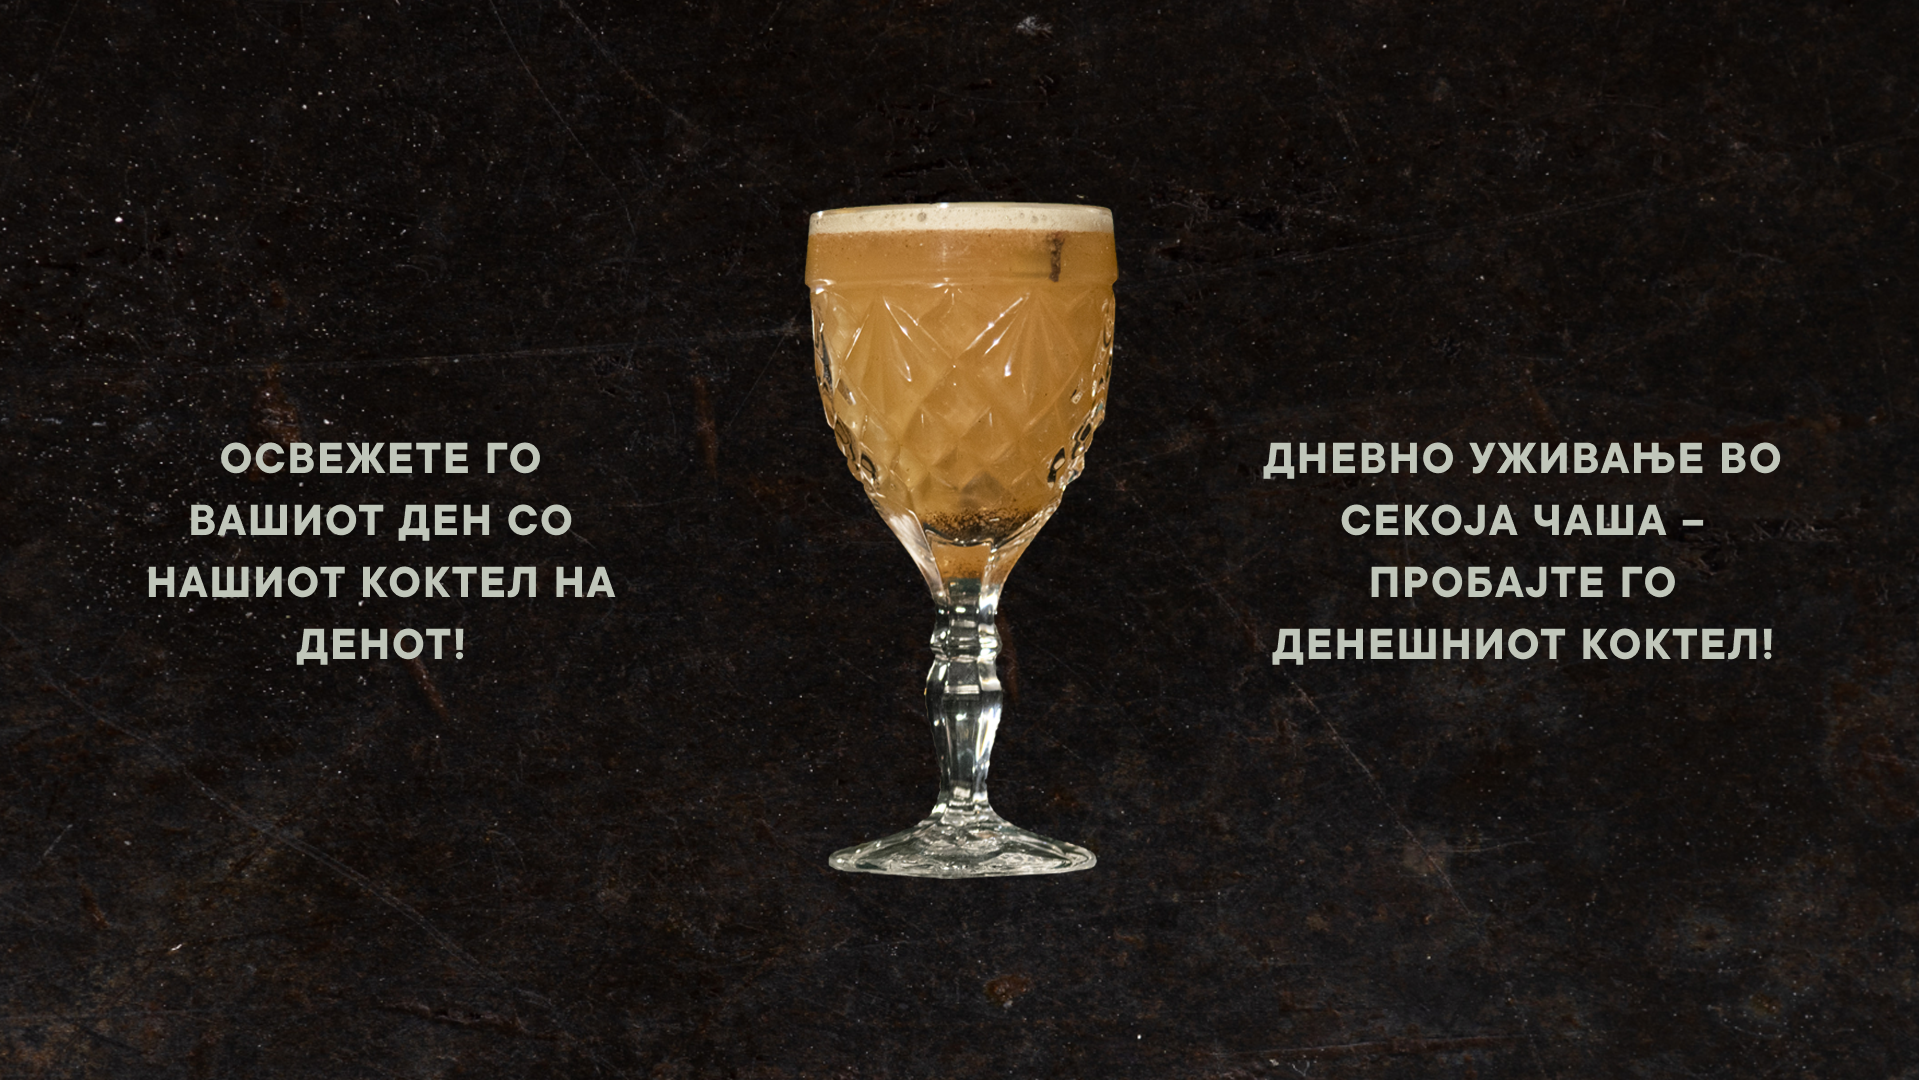 ОСВЕЖЕТЕ ГО
ВАШИОТ ДЕН СО
НАШИОТ КОКТЕЛ НА
ДЕНОТ!
ДНЕВНО УЖИВАЊЕ ВО
СЕКОЈА ЧАША –
ПРОБАЈТЕ ГО
ДЕНЕШНИОТ КОКТЕЛ!